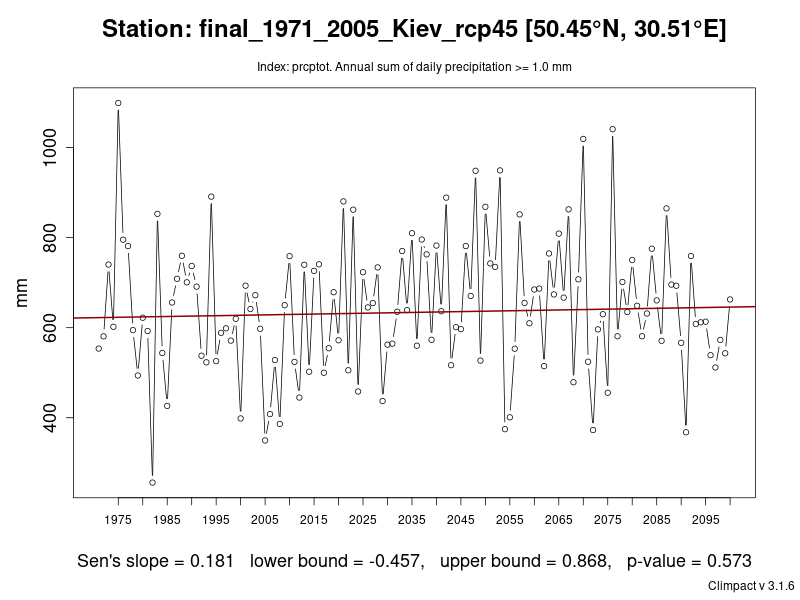 Station: final_1971_2005_Kiev_rcp45 [50.45°N, 30.51°E]
Index: prcptot. Annual sum of daily precipitation >= 1.0 mm
1000
800
600
400
mm
1975 1985 1995 2005 2015 2025 2035 2045 2055 2065 2075 2085 2095
Sen's slope = 0.181 lower bound = -0.457, upper bound = 0.868, p-value = 0.573
Climpact v 3.1.6